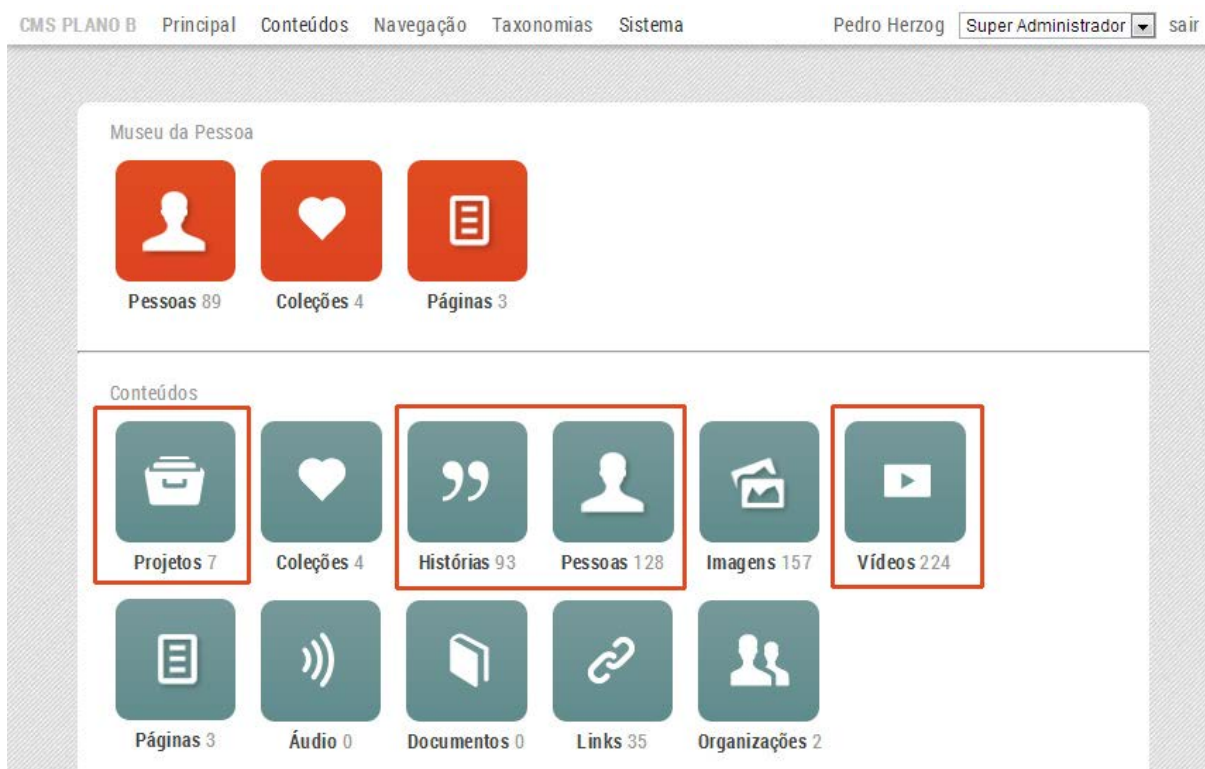 CMS PLANO B Principal Conteúdos Navegação Taxonomias Sistema Pedro Herzog Super Administrador sair
Museu da Pessoa
Pessoas 89 Coleções 4 Páginas 3
Conteúdos
Projetos 7 Coleções 4 Histórias 93 Pessoas 128 Imagens 157 Vídeos 224
Páginas 3 Áudio 0 Documentos 0 Links 35 Organizações 2